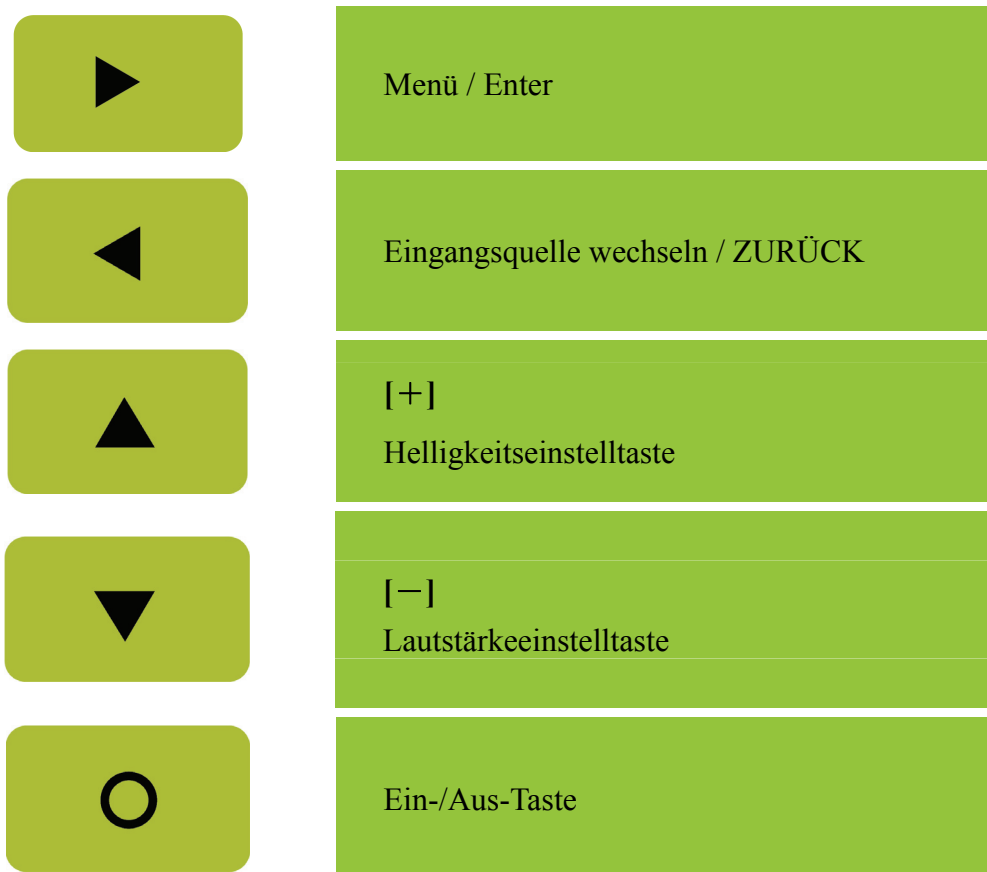 Menü / Enter
Eingangsquelle wechseln / ZURÜCK
[+]
Helligkeitseinstelltaste
[−]
Lautstärkeeinstelltaste
Ein-/Aus-Taste